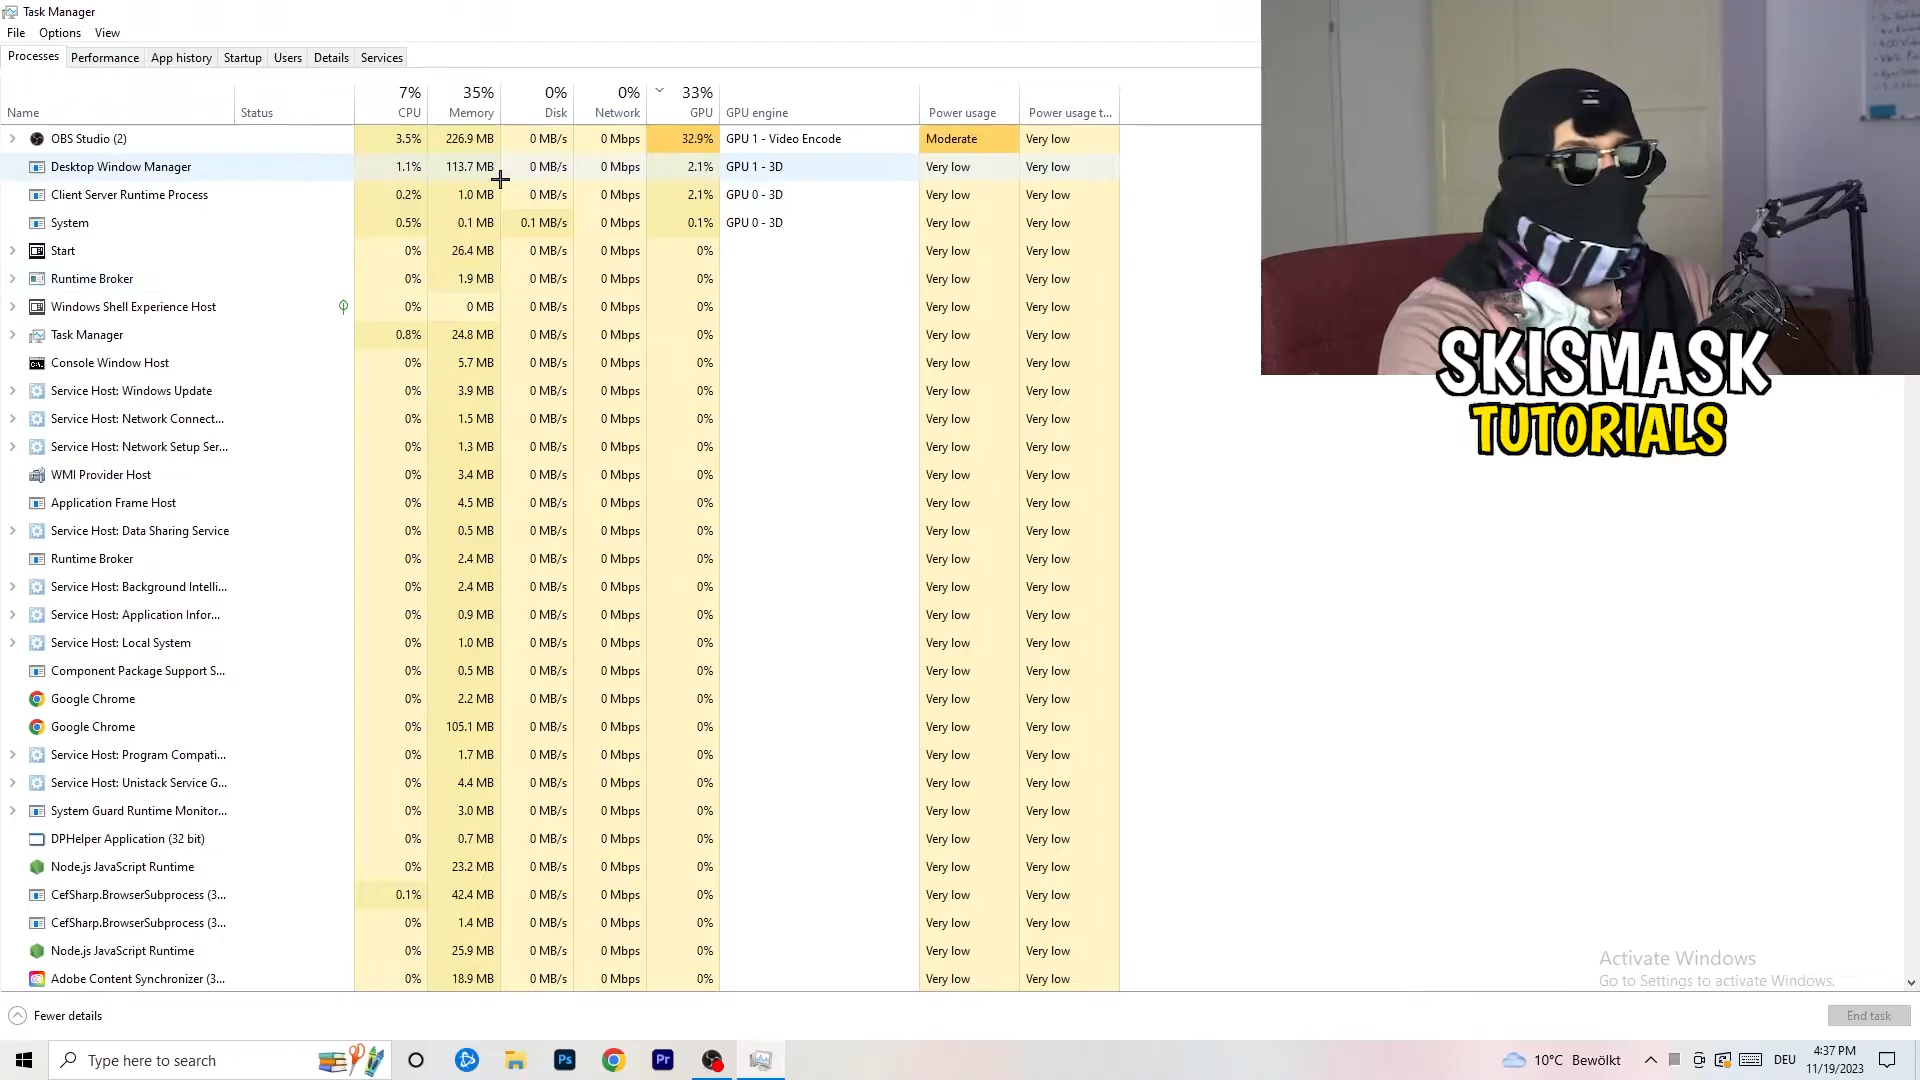 Task Manager
File Options View
Processes Performance App history Startup Users Details Services
7% 35% 0% 0% 33%
Name Status CPU Memory Disk Network GPU GPU engine Power usage Power usage t...
OBS Studio (2) 3.5% 226.9 MB 0 MB/s 0 Mbps 32.9% GPU 1 - Video Encode Moderate Very low
Desktop Window Manager 1.1% 113.7 MB 0 MB/s 0 Mbps 2.1% GPU 1 - 3D Very low Very low
Client Server Runtime Process 0.2% 1.0 MB 0 MB/s 0 Mbps 2.1% GPU 0 - 3D Very low Very low
System 0.5% 0.1 MB 0.1 MB/s 0 Mbps 0.1% GPU 0 - 3D Very low Very low
Start 0% 26.4 MB 0 MB/s 0 Mbps 0% Very low Very low
Runtime Broker 0% 1.9 MB 0 MB/s 0 Mbps 0% Very low Very low
Windows Shell Experience Host 0% 0 MB 0 MB/s 0 Mbps 0% Very low Very low
Task Manager 0.8% 24.8 MB 0 MB/s 0 Mbps 0% Very low Very low
Console Window Host 0% 5.7 MB 0 MB/s 0 Mbps 0% Very low Very low
Service Host: Windows Update 0% 3.9 MB 0 MB/s 0 Mbps 0% Very low Very low
Service Host: Network Connect... 0% 1.5 MB 0 MB/s 0 Mbps 0% Very low Very low
Service Host: Network Setup Ser... 0% 1.3 MB 0 MB/s 0 Mbps 0% Very low Very low
WMI Provider Host 0% 3.4 MB 0 MB/s 0 Mbps 0% Very low Very low
Application Frame Host 0% 4.5 MB 0 MB/s 0 Mbps 0% Very low Very low
Service Host: Data Sharing Service 0% 0.5 MB 0 MB/s 0 Mbps 0% Very low Very low
Runtime Broker 0% 2.4 MB 0 MB/s 0 Mbps 0% Very low Very low
Service Host: Background Intelli... 0% 2.4 MB 0 MB/s 0 Mbps 0% Very low Very low
Service Host: Application Infor... 0% 0.9 MB 0 MB/s 0 Mbps 0% Very low Very low
Service Host: Local System 0% 1.0 MB 0 MB/s 0 Mbps 0% Very low Very low
Component Package Support S... 0% 0.5 MB 0 MB/s 0 Mbps 0% Very low Very low
Google Chrome 0% 2.2 MB 0 MB/s 0 Mbps 0% Very low Very low
Google Chrome 0% 105.1 MB 0 MB/s 0 Mbps 0% Very low Very low
Service Host: Program Compati... 0% 1.7 MB 0 MB/s 0 Mbps 0% Very low Very low
Service Host: Unistack Service G... 0% 4.4 MB 0 MB/s 0 Mbps 0% Very low Very low
System Guard Runtime Monitor... 0% 3.0 MB 0 MB/s 0 Mbps 0% Very low Very low
DPHelper Application (32 bit) 0% 0.7 MB 0 MB/s 0 Mbps 0% Very low Very low
Node.js JavaScript Runtime 0% 23.2 MB 0 MB/s 0 Mbps 0% Very low Very low
CefSharp.BrowserSubprocess (3... 0.1% 42.4 MB 0 MB/s 0 Mbps 0% Very low Very low
CefSharp.BrowserSubprocess (3... 0% 1.4 MB 0 MB/s 0 Mbps 0% Very low Very low
Node.js JavaScript Runtime 0% 25.9 MB 0 MB/s 0 Mbps 0% Very low Very low
Adobe Content Synchronizer (3... 0% 18.9 MB 0 MB/s 0 Mbps 0% Very low Very low
SKISMASK
TUTORIALS
Activate Windows
Go to Settings to activate Windows.
Fewer details End task
Type here to search Ps Pr 10°C Bewölkt DEU 4:37 PM
11/19/2023